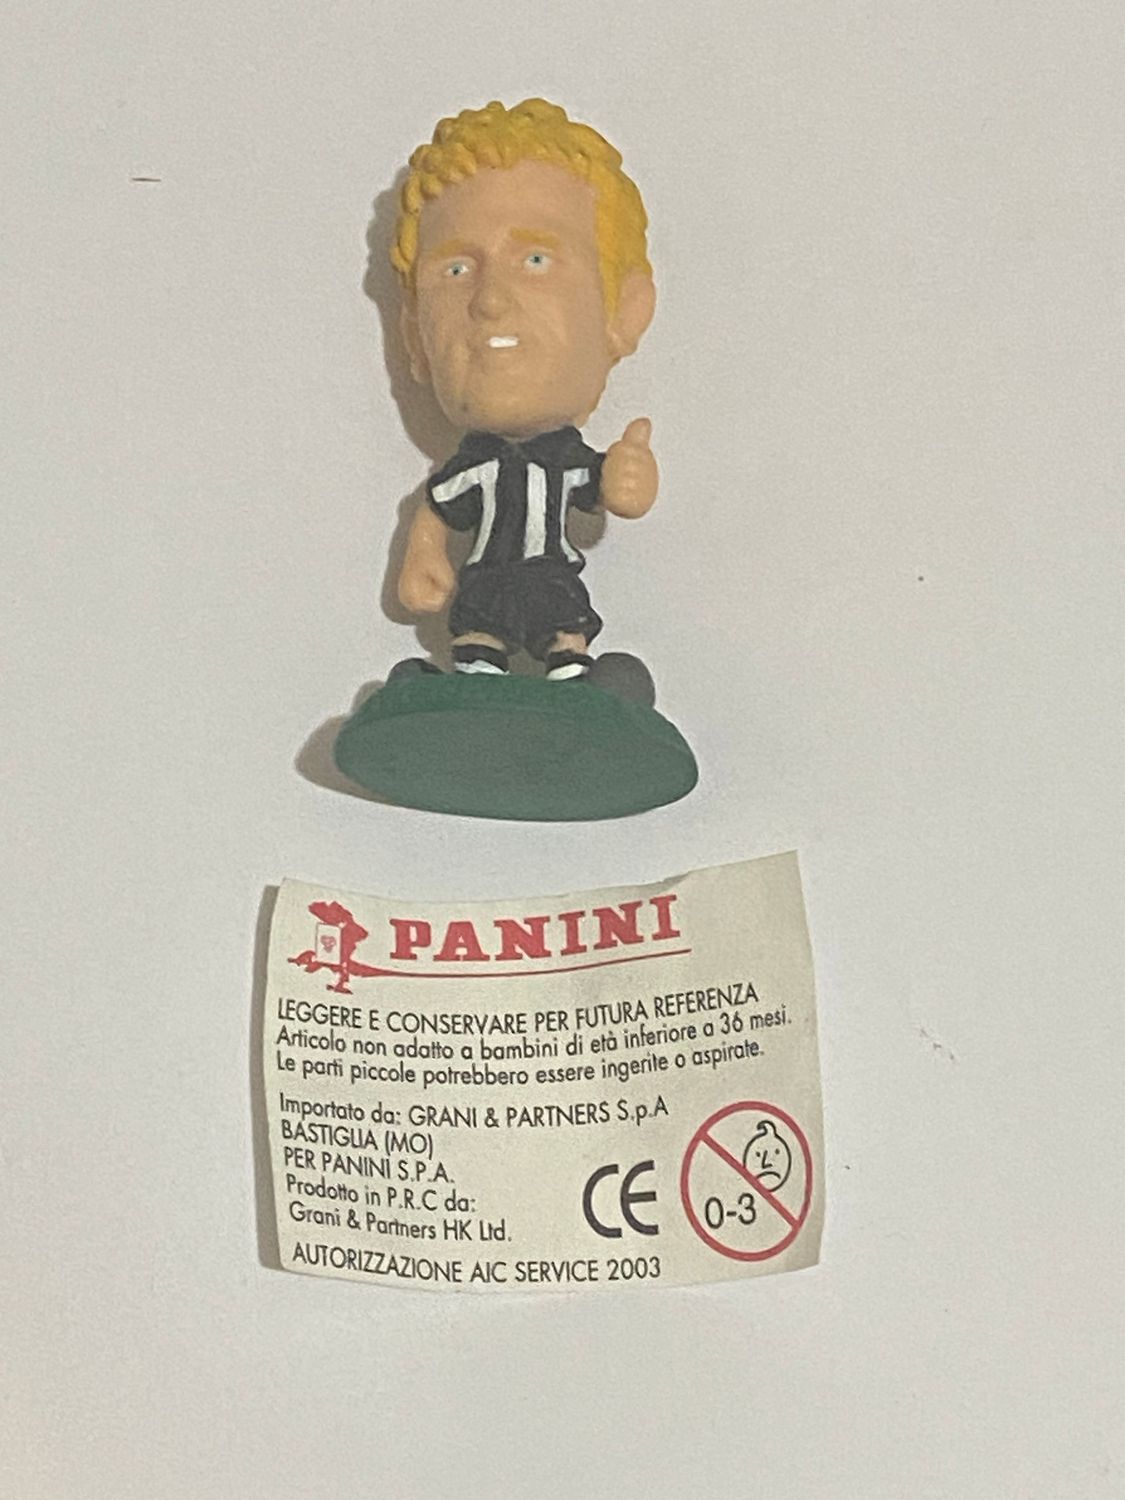 PANINI
LEGGERE E CONSERVARE PER FUTURA REFERENZA
Articolo non adatto a bambini di età inferiore a 36 mesi.
Le parti piccole potrebbero essere ingerite o aspirate.
Importato da: GRANI & PARTNERS S.p.A
BASTIGLIA (MO)
PER PANINI S.P.A.
Prodotto in P.R.C da:
Grani & Partners HK Ltd.
CE
0-3
AUTORIZZAZIONE AIC SERVICE 2003